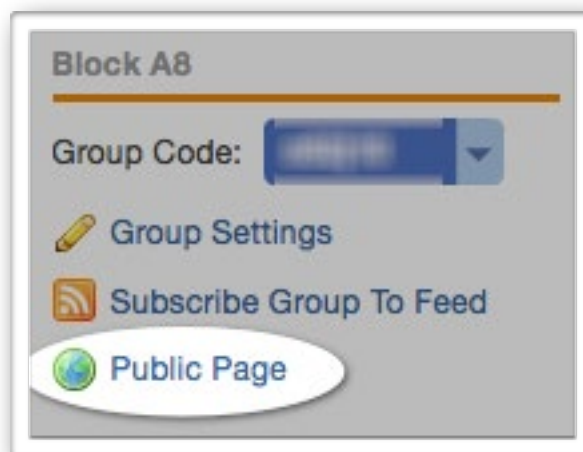 Block A8
Group Code:
Group Settings
Subscribe Group To Feed
Public Page